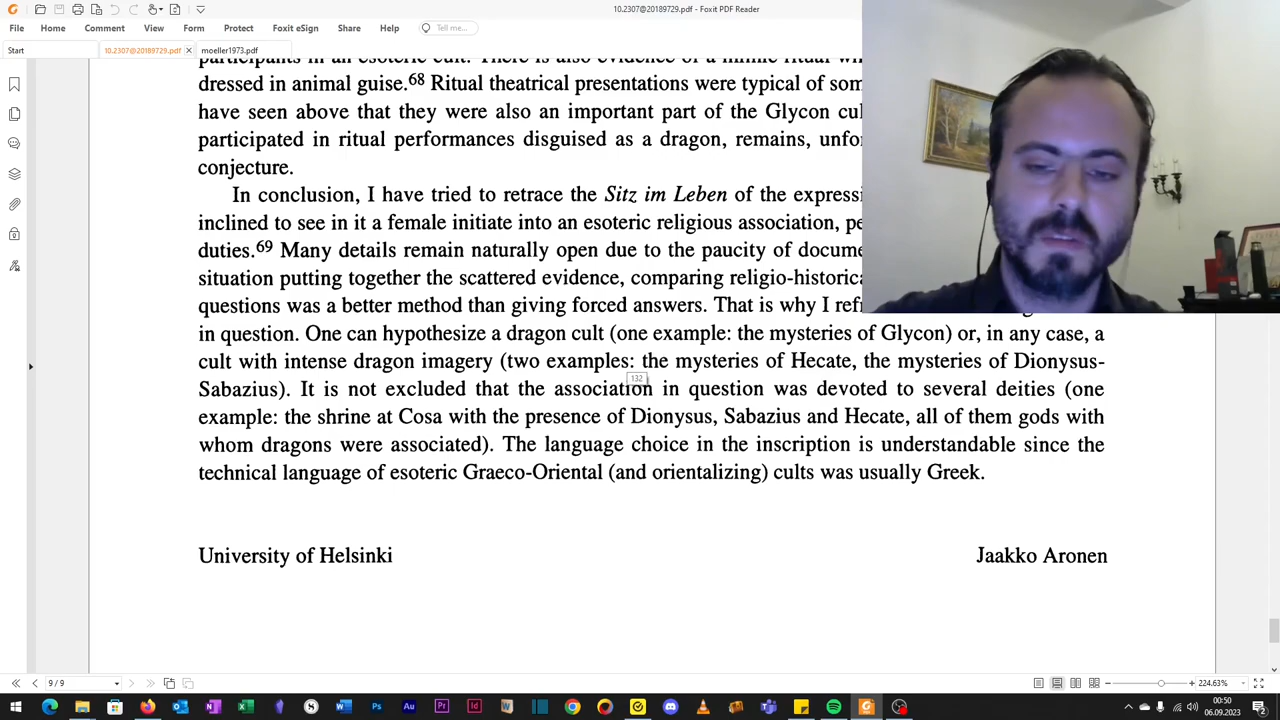 10.2307@20189729.pdf - Foxit PDF Reader
File Home Comment View Form Protect Foxit eSign Share Help Tell me...
Start 10.2307@20189729.pdf moeller1973.pdf
participants in an esoteric cult. There is also evidence of a mimic ritual
dressed in animal guise.68 Ritual theatrical presentations were typical of
have seen above that they were also an important part of the Glycon
participated in ritual performances disguised as a dragon, remains,
conjecture.
In conclusion, I have tried to retrace the Sitz im Leben of the
inclined to see in it a female initiate into an esoteric religious association,
duties.69 Many details remain naturally open due to the paucity of
situation putting together the scattered evidence, comparing
questions was a better method than giving forced answers. That is why I
in question. One can hypothesize a dragon cult (one example: the mysteries of Glycon) or, in any case, a
cult with intense dragon imagery (two examples: the mysteries of Hecate, the mysteries of Dionysus-
132
Sabazius). It is not excluded that the association in question was devoted to several deities (one
example: the shrine at Cosa with the presence of Dionysus, Sabazius and Hecate, all of them gods with
whom dragons were associated). The language choice in the inscription is understandable since the
technical language of esoteric Graeco-Oriental (and orientalizing) cults was usually Greek.
University of Helsinki Jaakko Aronen
9 / 9 224.63%
00:50
06.09.2023